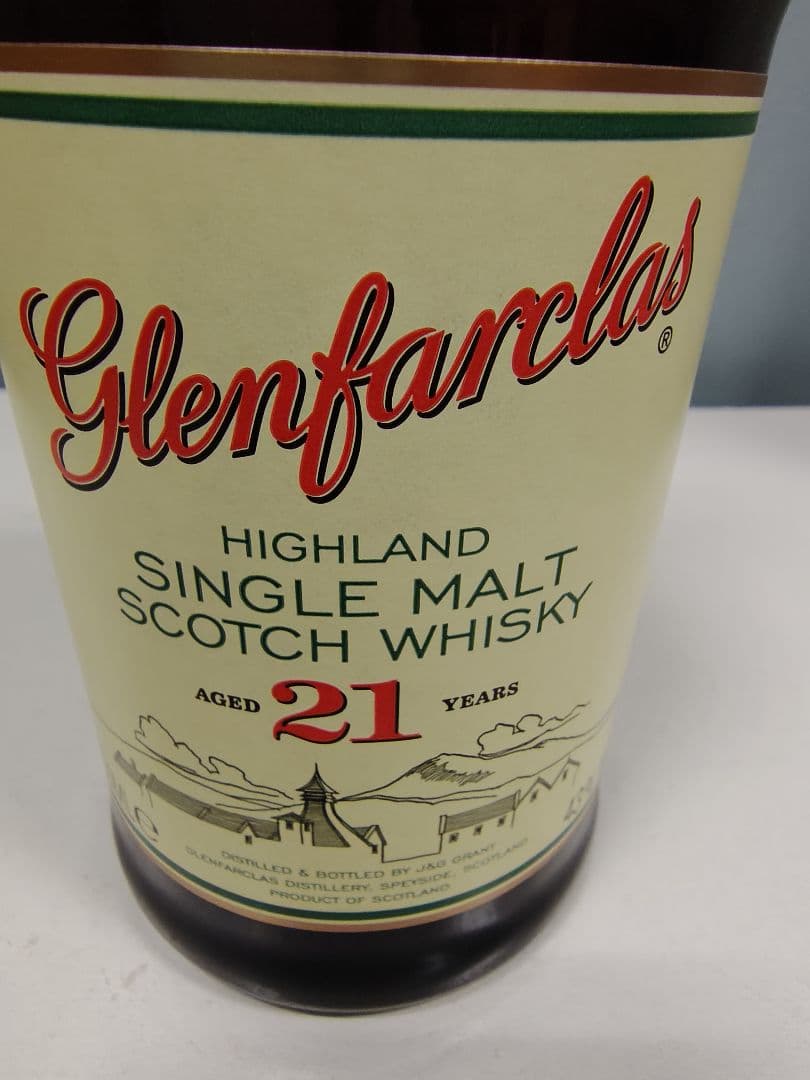 Glenfarclas®
HIGHLAND
SINGLE MALT
SCOTCH WHISKY
AGED 21 YEARS
DISTILLED & BOTTLED BY J&G GRANT
GLENFARCLAS DISTILLERY, SPEYSIDE, SCOTLAND
PRODUCT OF SCOTLAND